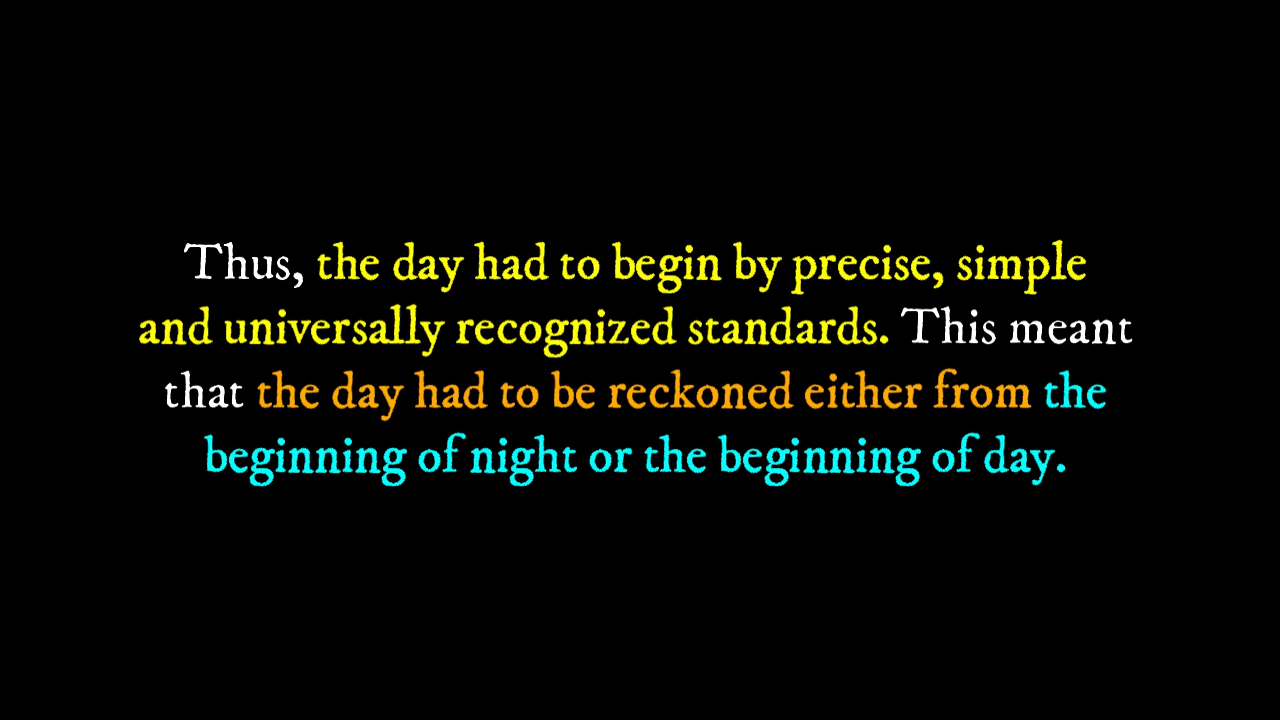 Thus, the day had to begin by precise, simple
and universally recognized standards. This meant
that the day had to be reckoned either from the
beginning of night or the beginning of day.